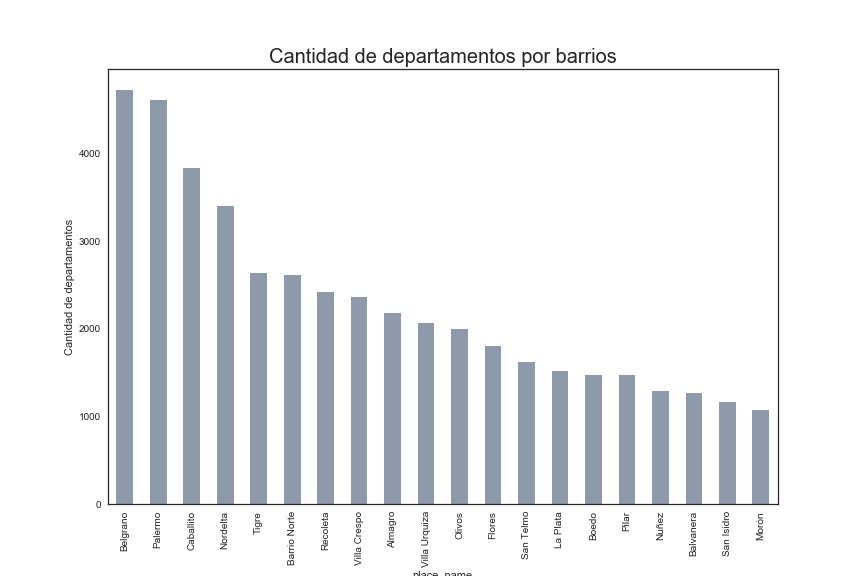 Cantidad de departamentos por barrios
Cantidad de departamentos
4000
3000
2000
1000
0
Belgrano
Palermo
Caballito
Nordelta
Tigre
Barrio Norte
Recoleta
Villa Crespo
Almagro
Villa Urquiza
Olivos
Flores
San Telmo
La Plata
Boedo
Pilar
Nuñez
Balvanera
San Isidro
Morón
place_name